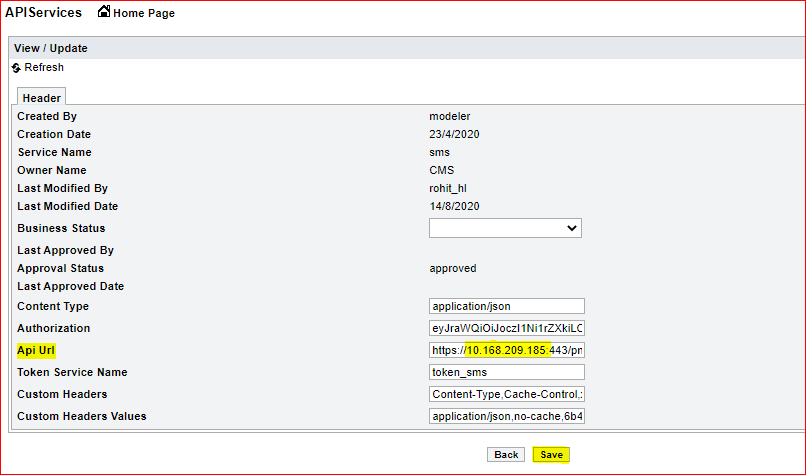 APIServices Home Page
View / Update
Refresh
Header
Created By modeler
Creation Date 23/4/2020
Service Name sms
Owner Name CMS
Last Modified By rohit_hl
Last Modified Date 14/8/2020
Business Status
Last Approved By
Approval Status approved
Last Approved Date
Content Type application/json
Authorization eyJraWQiOiJoczI1Ni1rZXkiLC
Api Url https://10.168.209.185:443/pn
Token Service Name token_sms
Custom Headers Content-Type,Cache-Control,
Custom Headers Values application/json,no-cache,6b4
Back Save